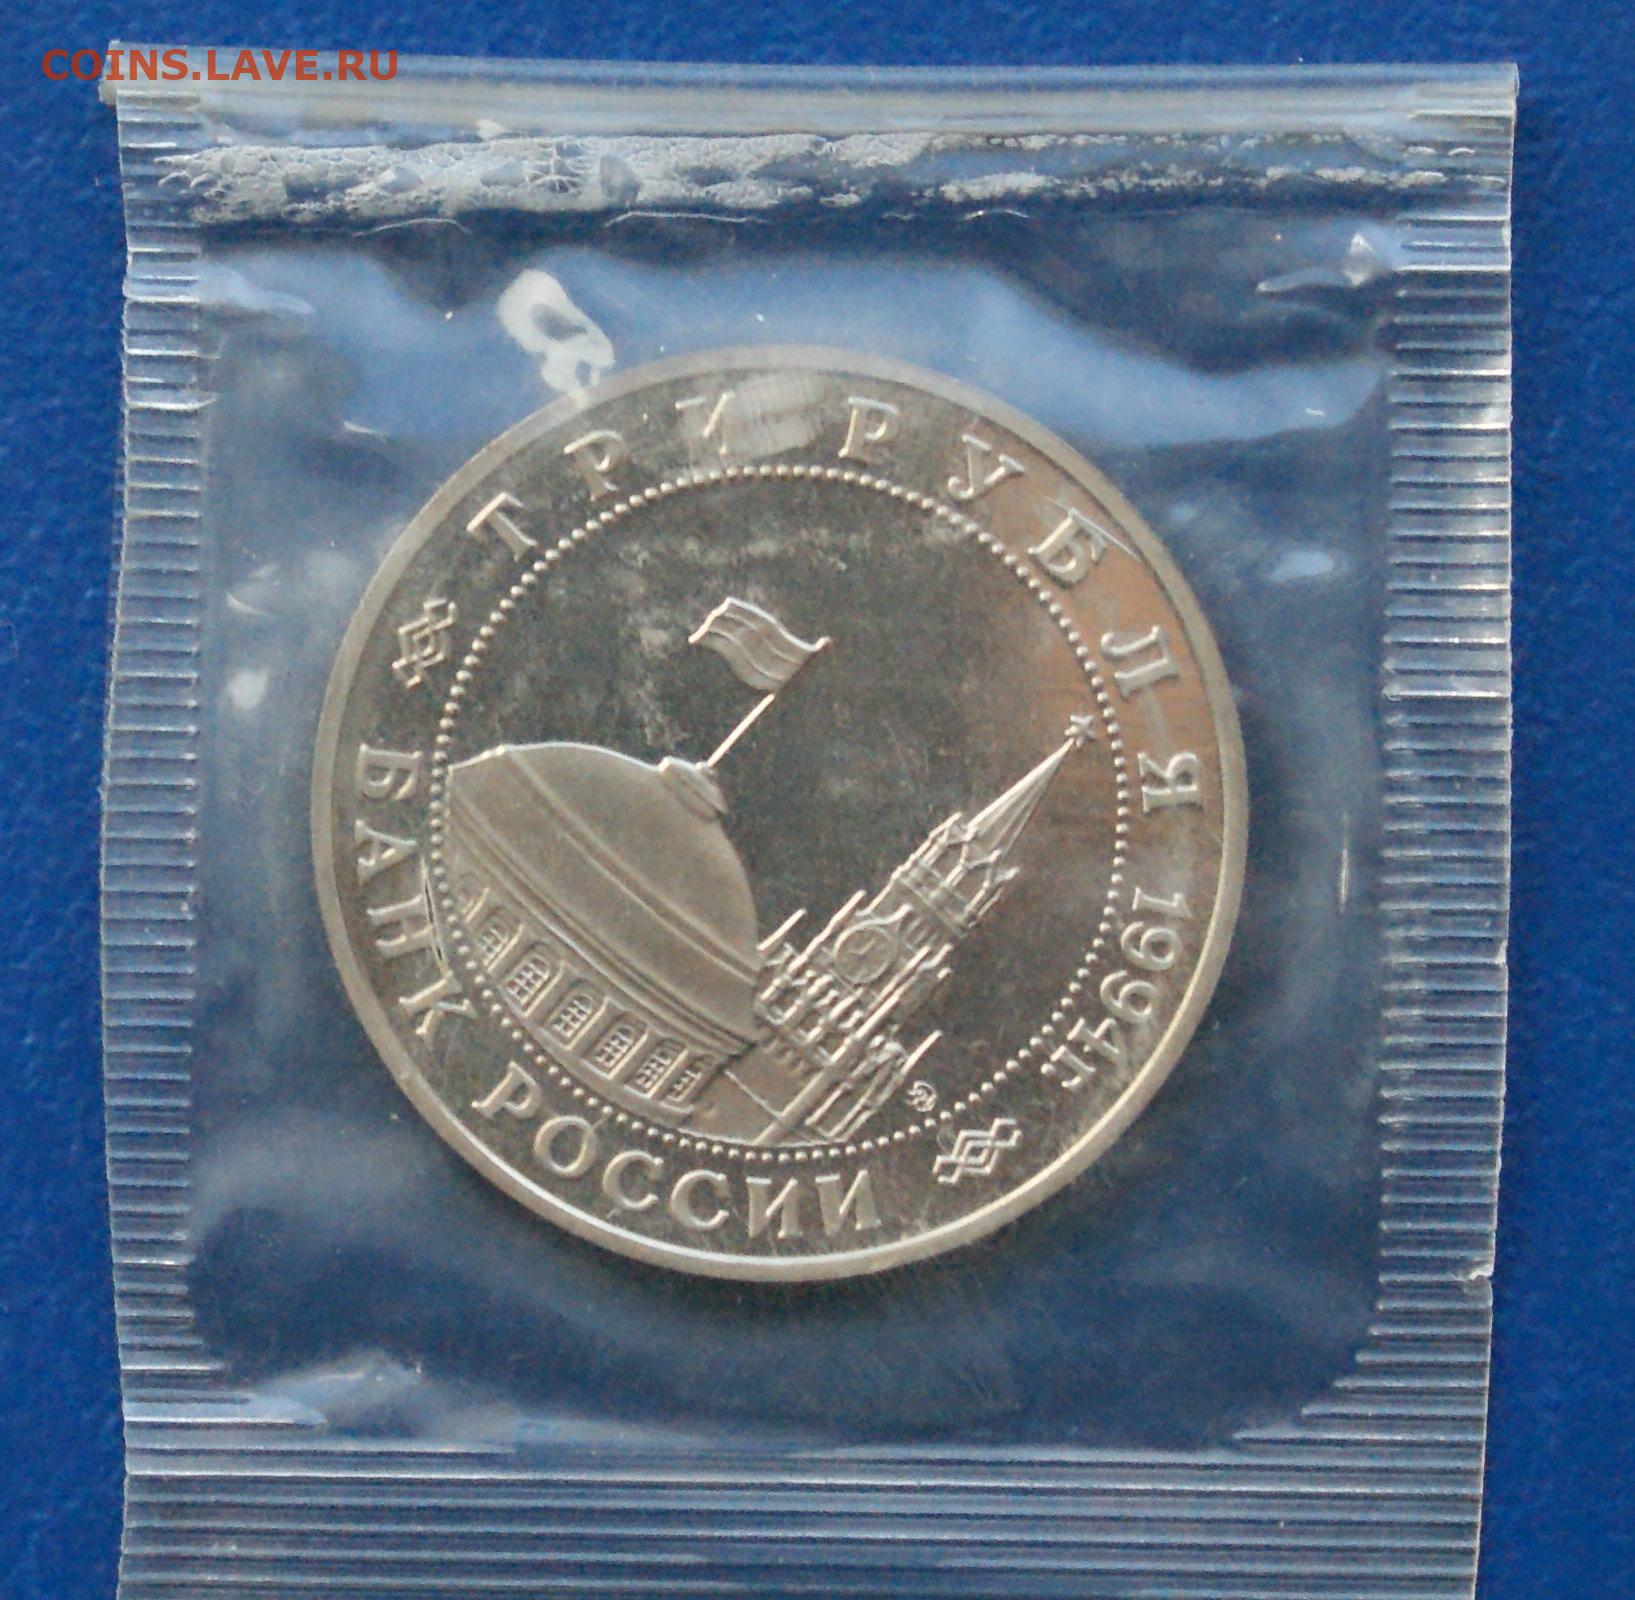 COINS.LAVE.RU
ТРИ РУБЛЯ 1994г.
БАНК РОССИИ